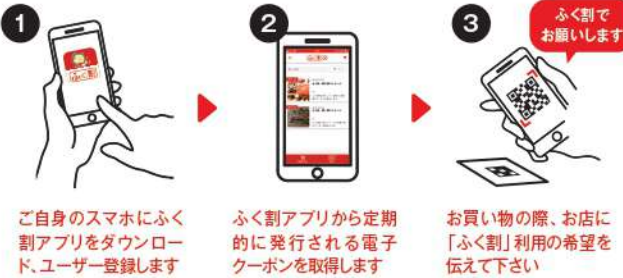 1
2
3
ふく割で
お願いします
ふく割
ふく割
ご自身のスマホにふく
割アプリをダウンロー
ド、ユーザー登録します
ふく割アプリから定期
的に発行される電子
クーポンを取得します
お買い物の際、お店に
「ふく割」利用の希望を
伝えて下さい